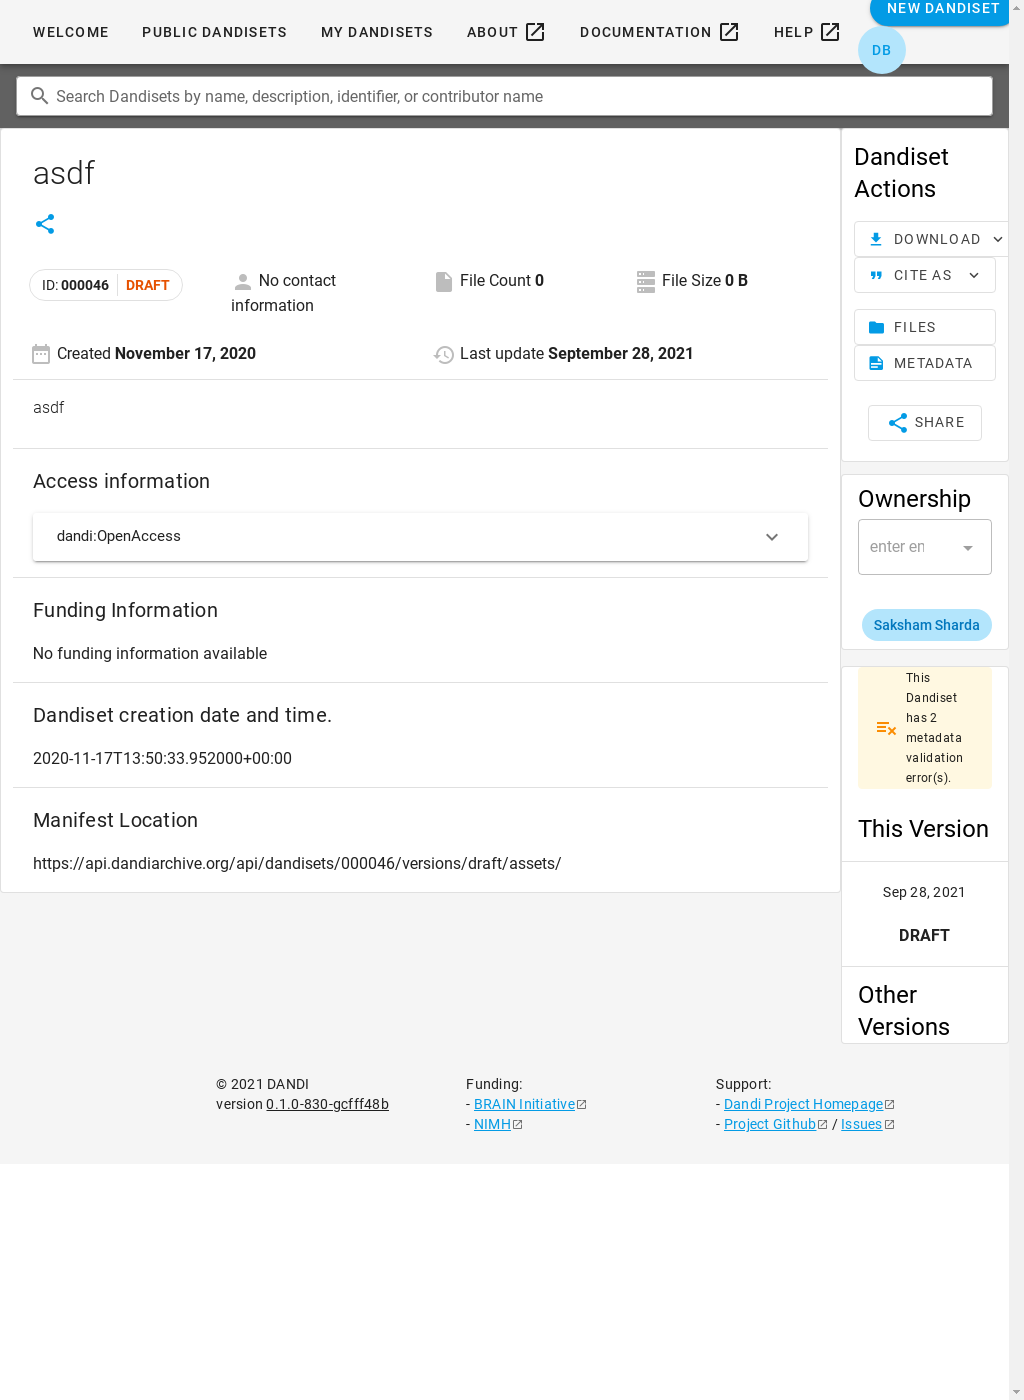 WELCOME PUBLIC DANDISETS MY DANDISETS ABOUT DOCUMENTATION HELP NEW DANDISET
DB
Search Dandisets by name, description, identifier, or contributor name
asdf
ID: 000046 DRAFT
No contact
information
File Count 0
File Size 0 B
Created November 17, 2020
Last update September 28, 2021
asdf
Access information
dandi:OpenAccess
Funding Information
No funding information available
Dandiset creation date and time.
2020-11-17T13:50:33.952000+00:00
Manifest Location
https://api.dandiarchive.org/api/dandisets/000046/versions/draft/assets/
Dandiset
Actions
DOWNLOAD
CITE AS
FILES
METADATA
SHARE
Ownership
enter en
Saksham Sharda
This
Dandiset
has 2
metadata
validation
error(s).
This Version
Sep 28, 2021
DRAFT
Other
Versions
© 2021 DANDI
version 0.1.0-830-gcfff48b
Funding:
- BRAIN Initiative
- NIMH
Support:
- Dandi Project Homepage
- Project Github / Issues